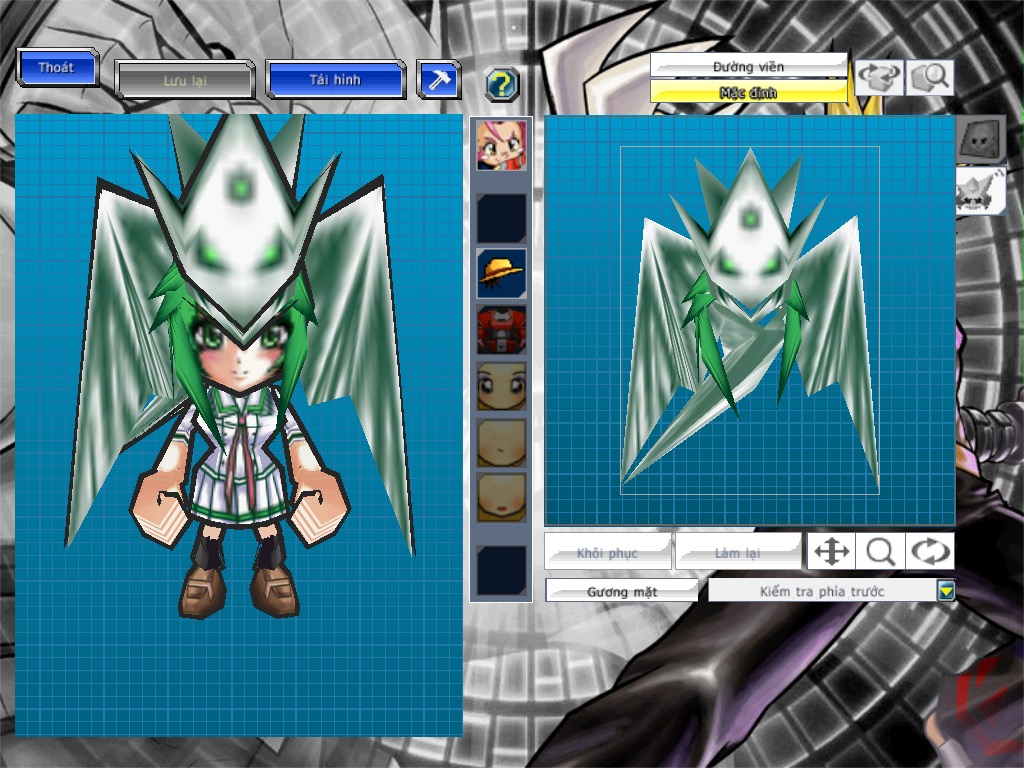 Thoát
Lưu lại
Tải hình
?
Đường viền
Mặc định
Khôi phục
Làm lại
Gương mặt
Kiểm tra phía trước